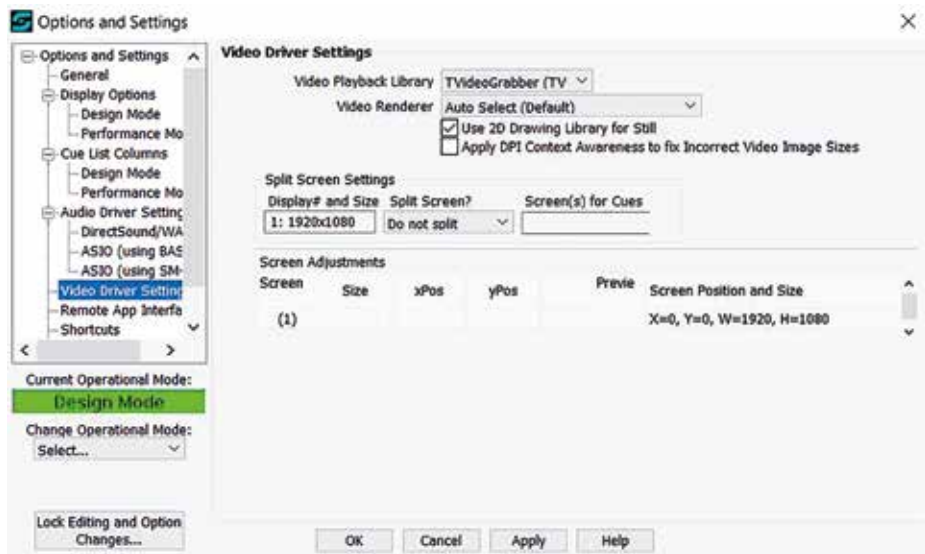 Options and Settings
Options and Settings
General
Display Options
Design Mode
Performance Mo
Cue List Columns
Design Mode
Performance Mo
Audio Driver Setting
DirectSound/WA
ASIO (using BAS
ASIO (using SM-
Video Driver Setting
Remote App Interfa
Shortcuts
Current Operational Mode:
Design Mode
Change Operational Mode:
Select...
Lock Editing and Option
Changes...
Video Driver Settings
Video Playback Library TVideoGrabber (TV
Video Renderer Auto Select (Default)
Use 2D Drawing Library for Still
Apply DPI Context Awareness to fix Incorrect Video Image Sizes
Split Screen Settings
Display# and Size Split Screen? Screen(s) for Cues
1: 1920x1080 Do not split
Screen Adjustments
Screen Size xPos yPos Previe Screen Position and Size
(1) X=0, Y=0, W=1920, H=1080
OK Cancel Apply Help